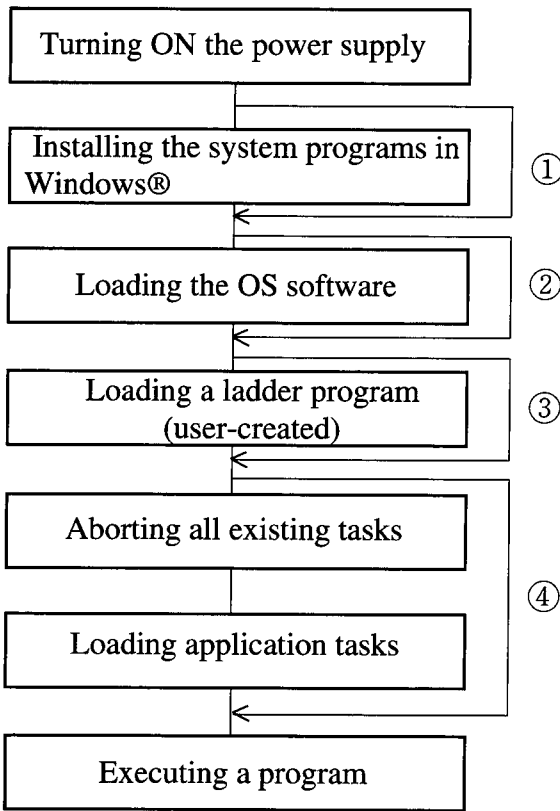 Turning ON the power supply
Installing the system programs in
Windows®
①
Loading the OS software
②
Loading a ladder program
(user-created)
③
Aborting all existing tasks
④
Loading application tasks
Executing a program